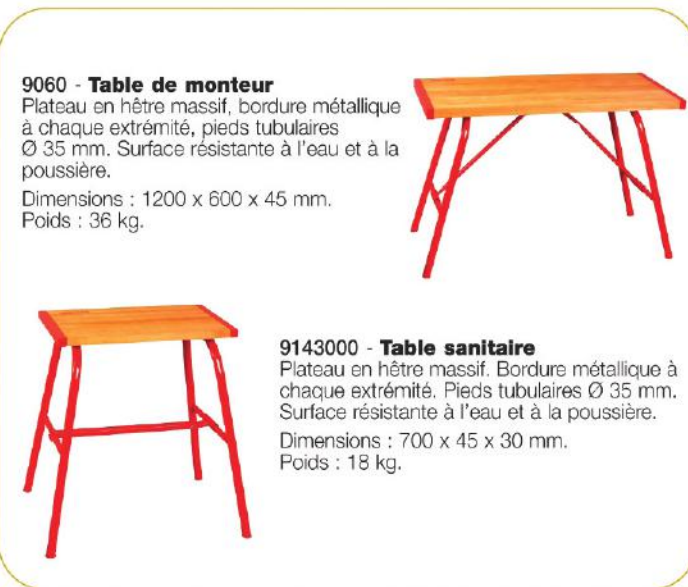 9060 - Table de monteur
Plateau en hêtre massif, bordure métallique
à chaque extrémité, pieds tubulaires
Ø 35 mm. Surface résistante à l'eau et à la
poussière.
Dimensions : 1200 x 600 x 45 mm.
Poids : 36 kg.
9143000 - Table sanitaire
Plateau en hêtre massif. Bordure métallique à
chaque extrémité. Pieds tubulaires Ø 35 mm.
Surface résistante à l'eau et à la poussière.
Dimensions : 700 x 45 x 30 mm.
Poids : 18 kg.